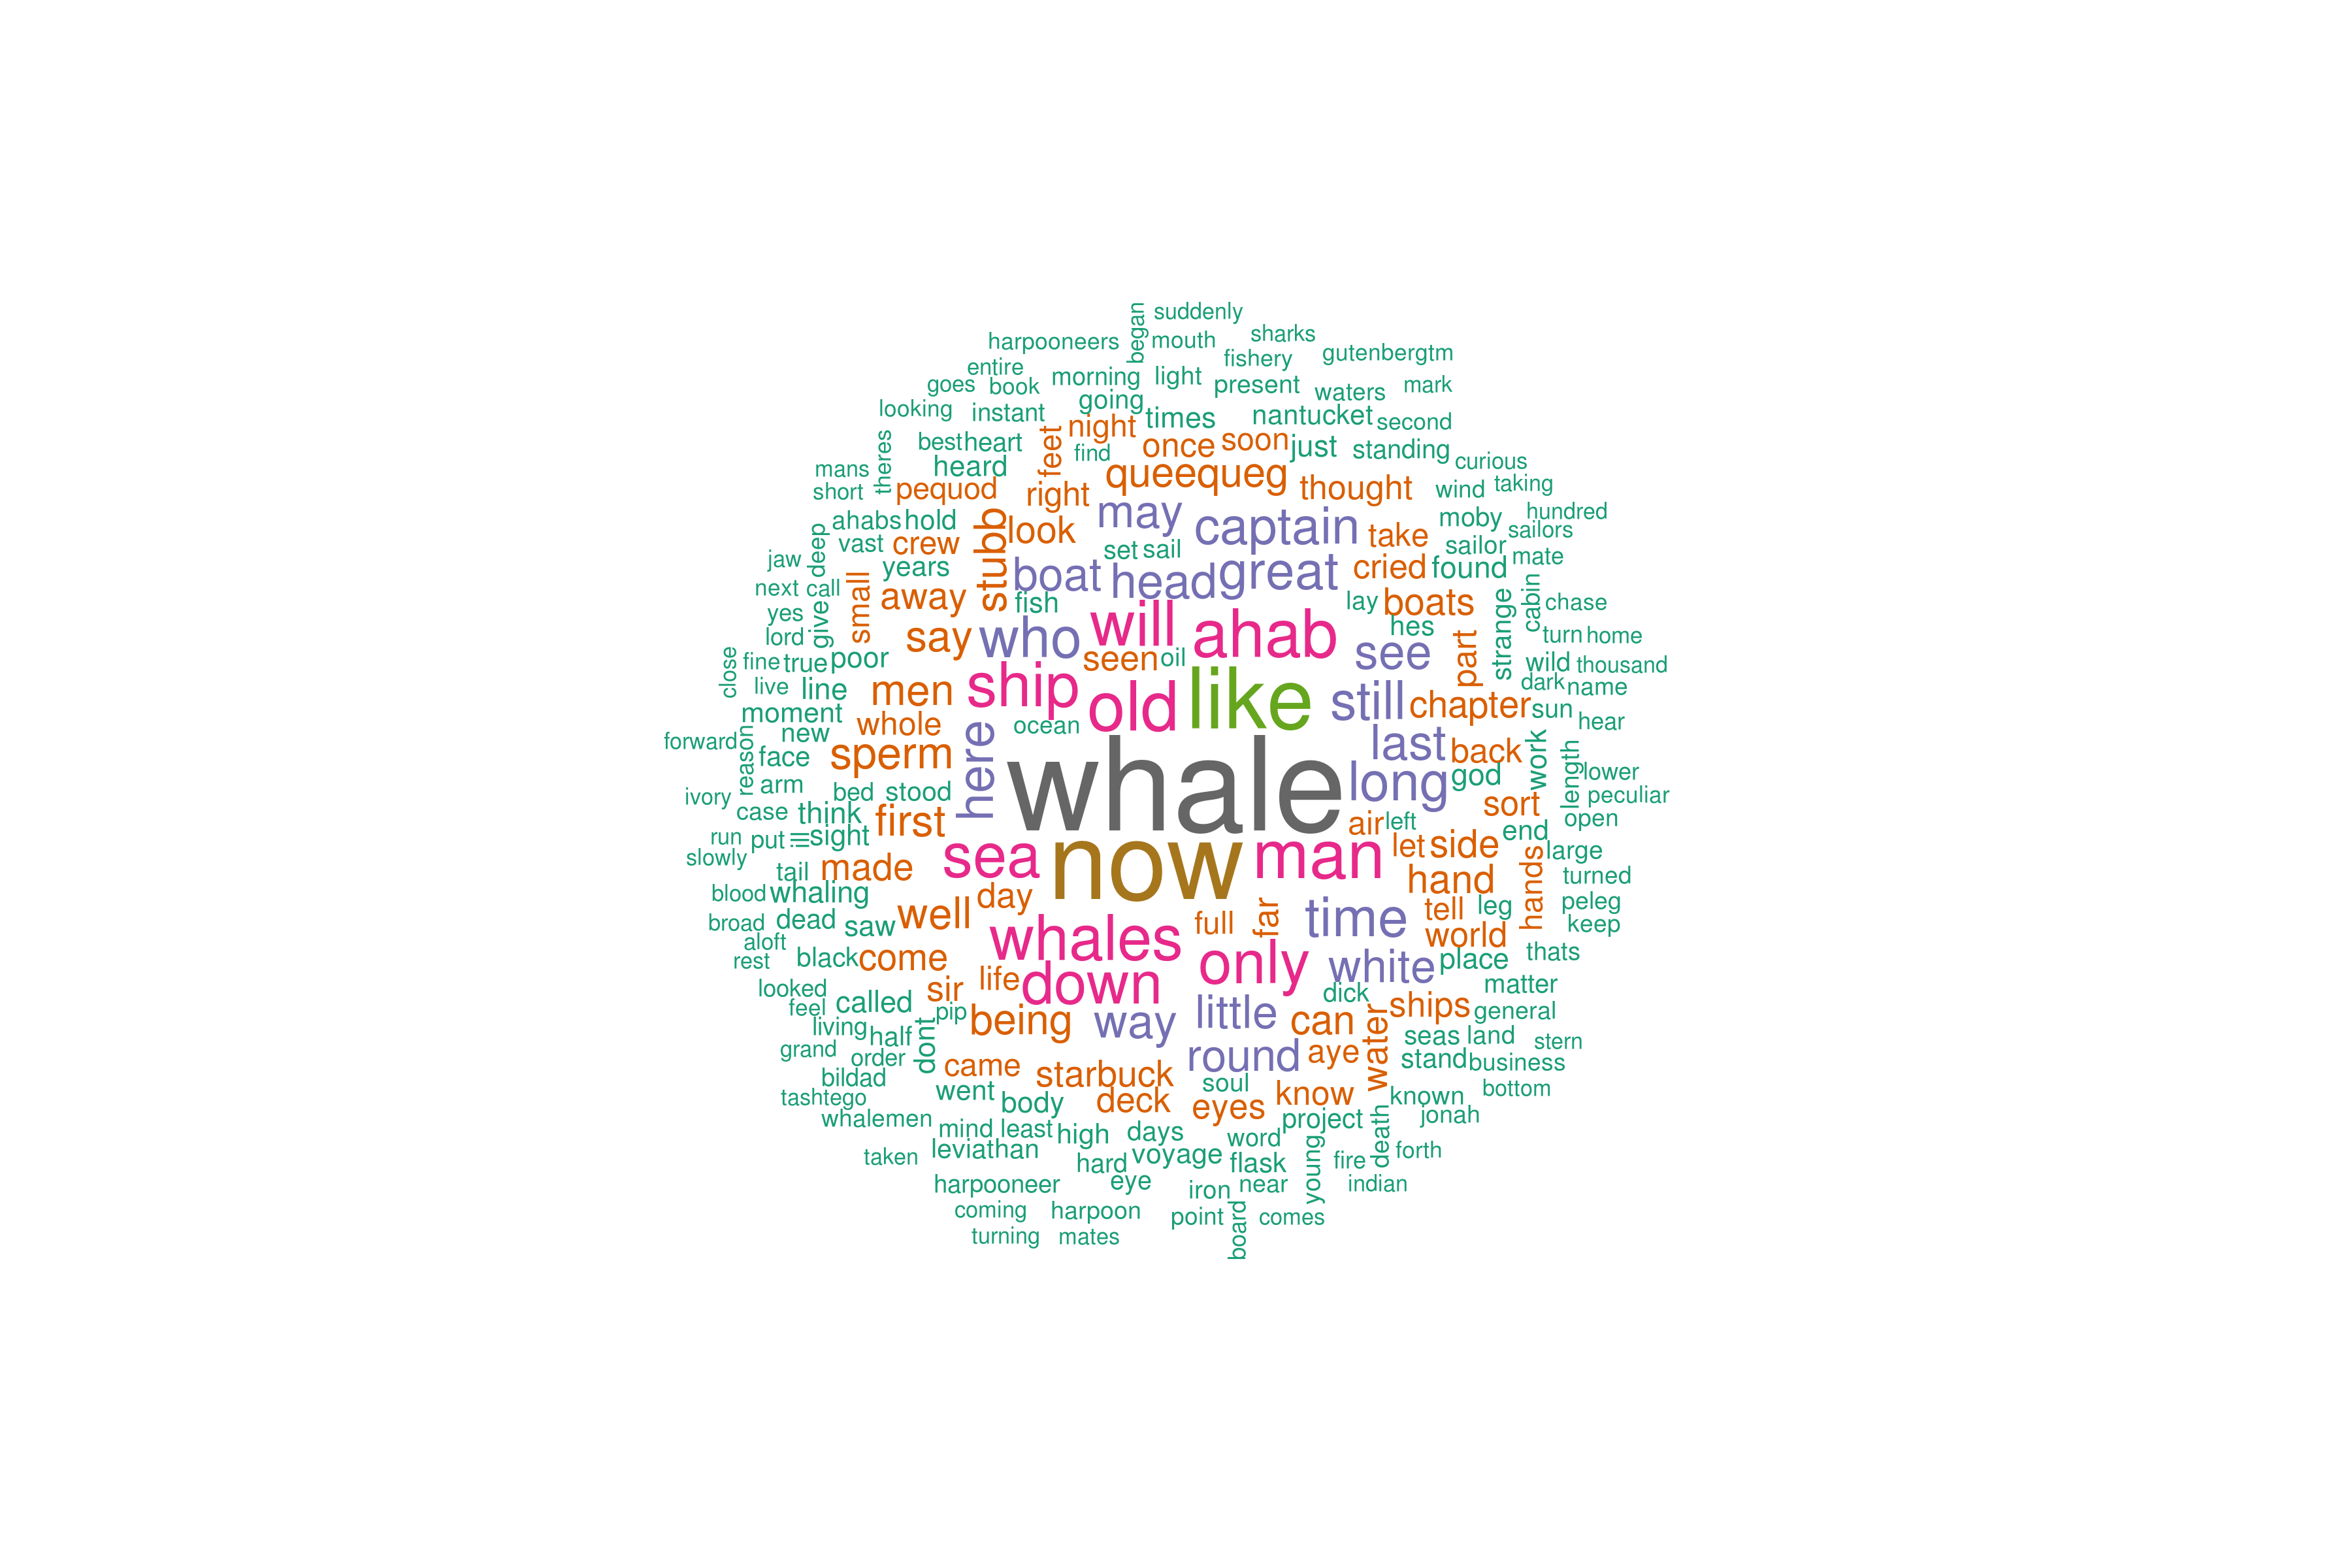 suddenly
began
harpooneers
mouth
sharks
fishery
gutenbergtm
entire
goes
book
morning
light
present
waters
mark
looking
instant
going
times
nantucket
second
theres
best
heart
feet
night
find
once
soon
just
standing
curious
mans
heard
queequeg
thought
wind
taking
short
pequod
right
may
captain
take
moby
hundred
ahabs
hold
stubb
look
sailor
sailors
deep
vast
crew
set
sail
mate
jaw
years
boat
head
great
cried
found
next
call
small
away
fish
lay
boats
strange
cabin
chase
yes
give
say
who
will
ahab
hes
part
turn
home
lord
close
fine
true
poor
seen
oil
see
wild
thousand
live
line
men
ship
old
like
still
chapter
sun
dark
name
moment
whole
ocean
hear
forward
new
here
last
back
work
reason
face
sperm
whale
long
god
length
lower
ivory
arm
bed
stood
sort
peculiar
case
think
first
air
left
open
run
put
ill
sight
end
slowly
made
sea
now
man
let
side
hands
large
tail
hand
turned
blood
whaling
day
well
full
far
time
tell
leg
peleg
broad
dead
saw
world
keep
aloft
whales
only
rest
black
come
white
place
thats
looked
sir
life
down
dick
matter
feel
called
pip
being
way
little
can
water
ships
general
living
half
dont
round
aye
seas
land
stern
grand
order
came
starbuck
stand
business
bildad
soul
tashtego
went
body
deck
eyes
know
known
bottom
whalemen
project
death
jonah
mind
least
high
days
word
leviathan
voyage
young
forth
taken
hard
flask
fire
harpooneer
eye
iron
near
indian
coming
harpoon
point
board
comes
turning
mates